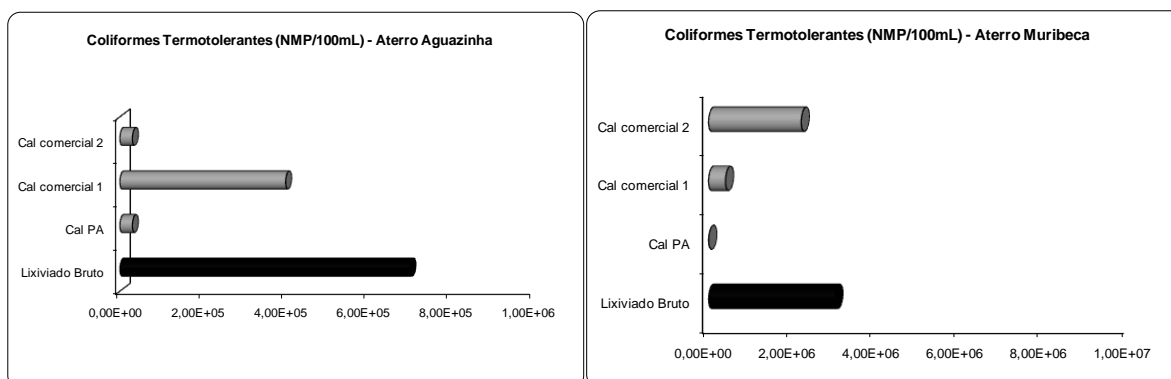 Coliformes Termotolerantes (NMP/100mL) - Aterro Aguazinha
Cal comercial 2
Cal comercial 1
Cal PA
Lixiviado Bruto
0,00E+00 2,00E+05 4,00E+05 6,00E+05 8,00E+05 1,00E+06
Coliformes Termotolerantes (NMP/100mL) - Aterro Muribeca
Cal comercial 2
Cal comercial 1
Cal PA
Lixiviado Bruto
0,00E+00 2,00E+06 4,00E+06 6,00E+06 8,00E+06 1,00E+07